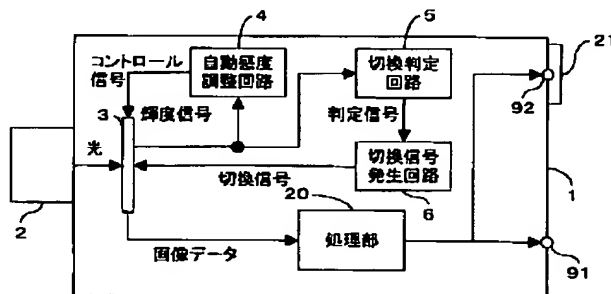 4
5
21
コントロール
信号
自動感度
調整回路
切換判定
回路
92
3
輝度信号
判定信号
光
切換信号
切換信号
発生回路
1
2
20
6
処理部
画像データ
91